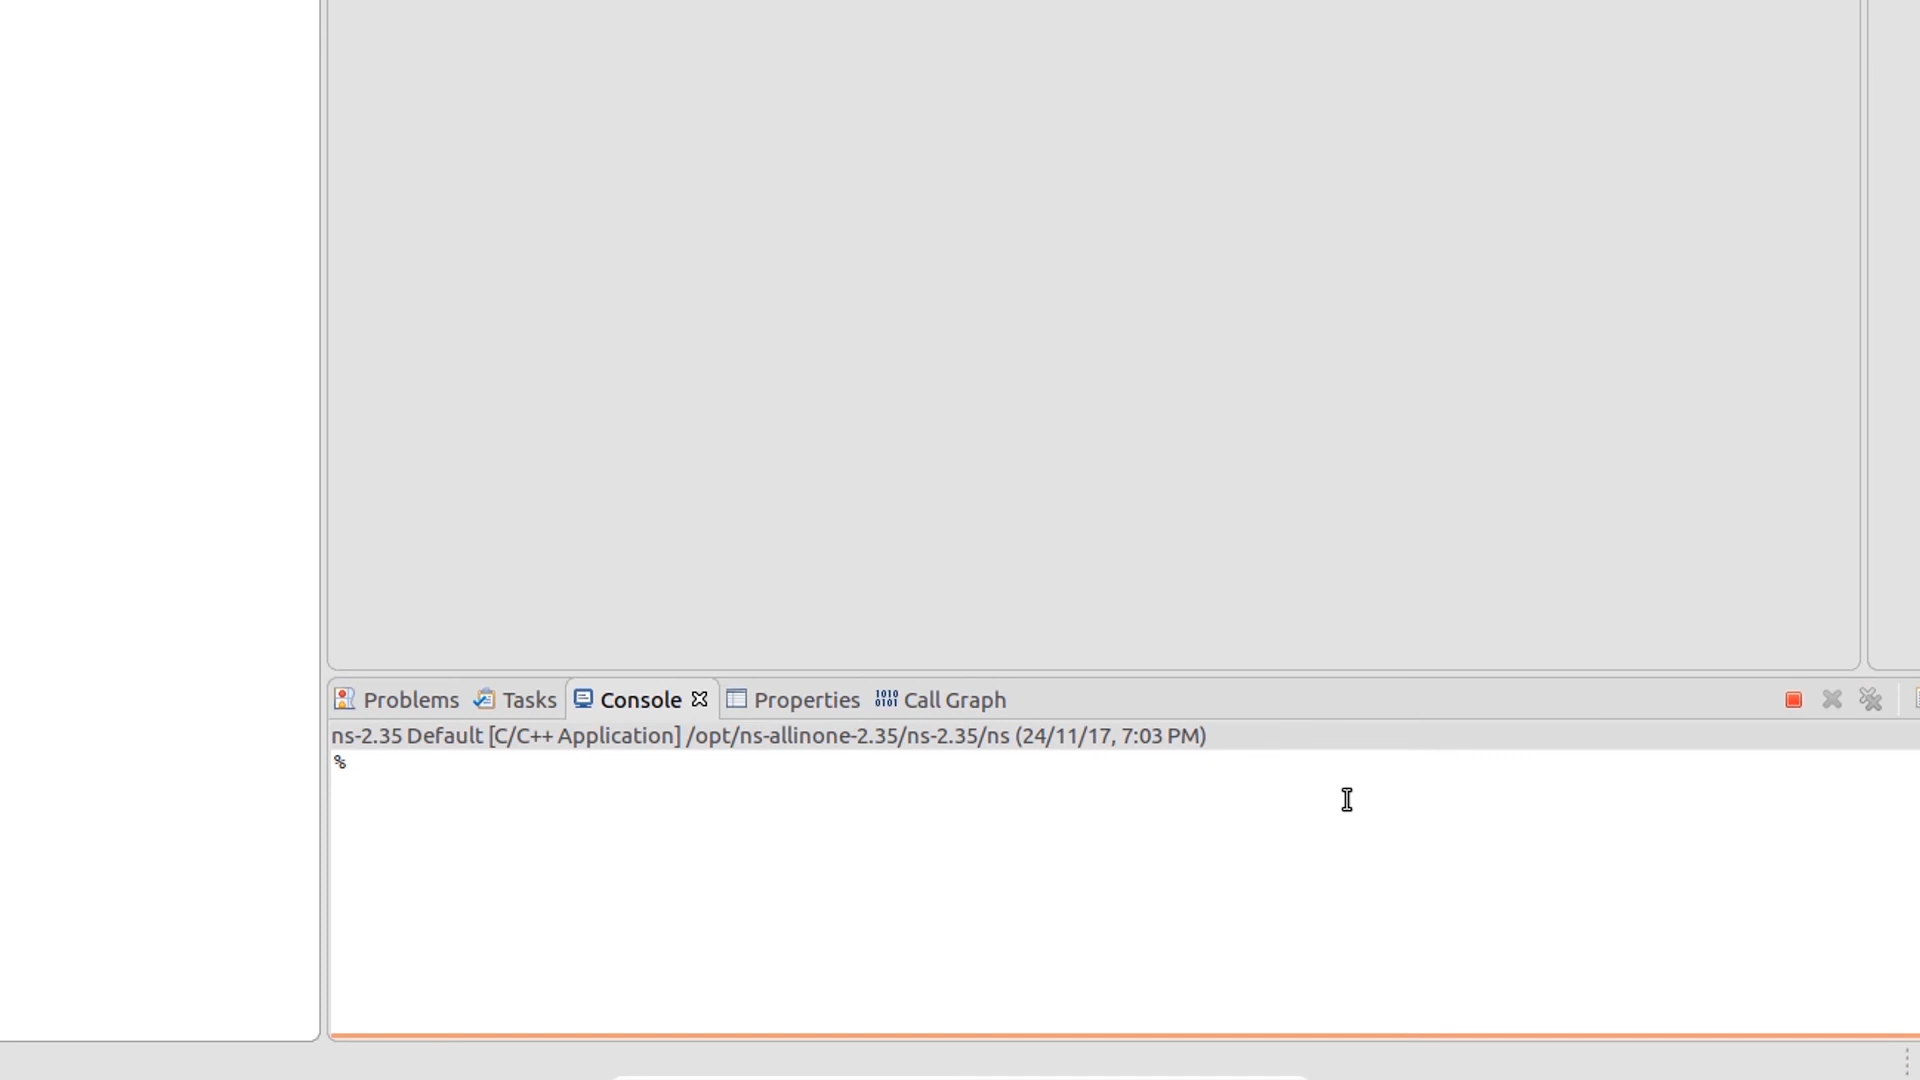 Problems Tasks Console Properties Call Graph
ns-2.35 Default [C/C++ Application] /opt/ns-allinone-2.35/ns-2.35/ns (24/11/17, 7:03 PM)
%